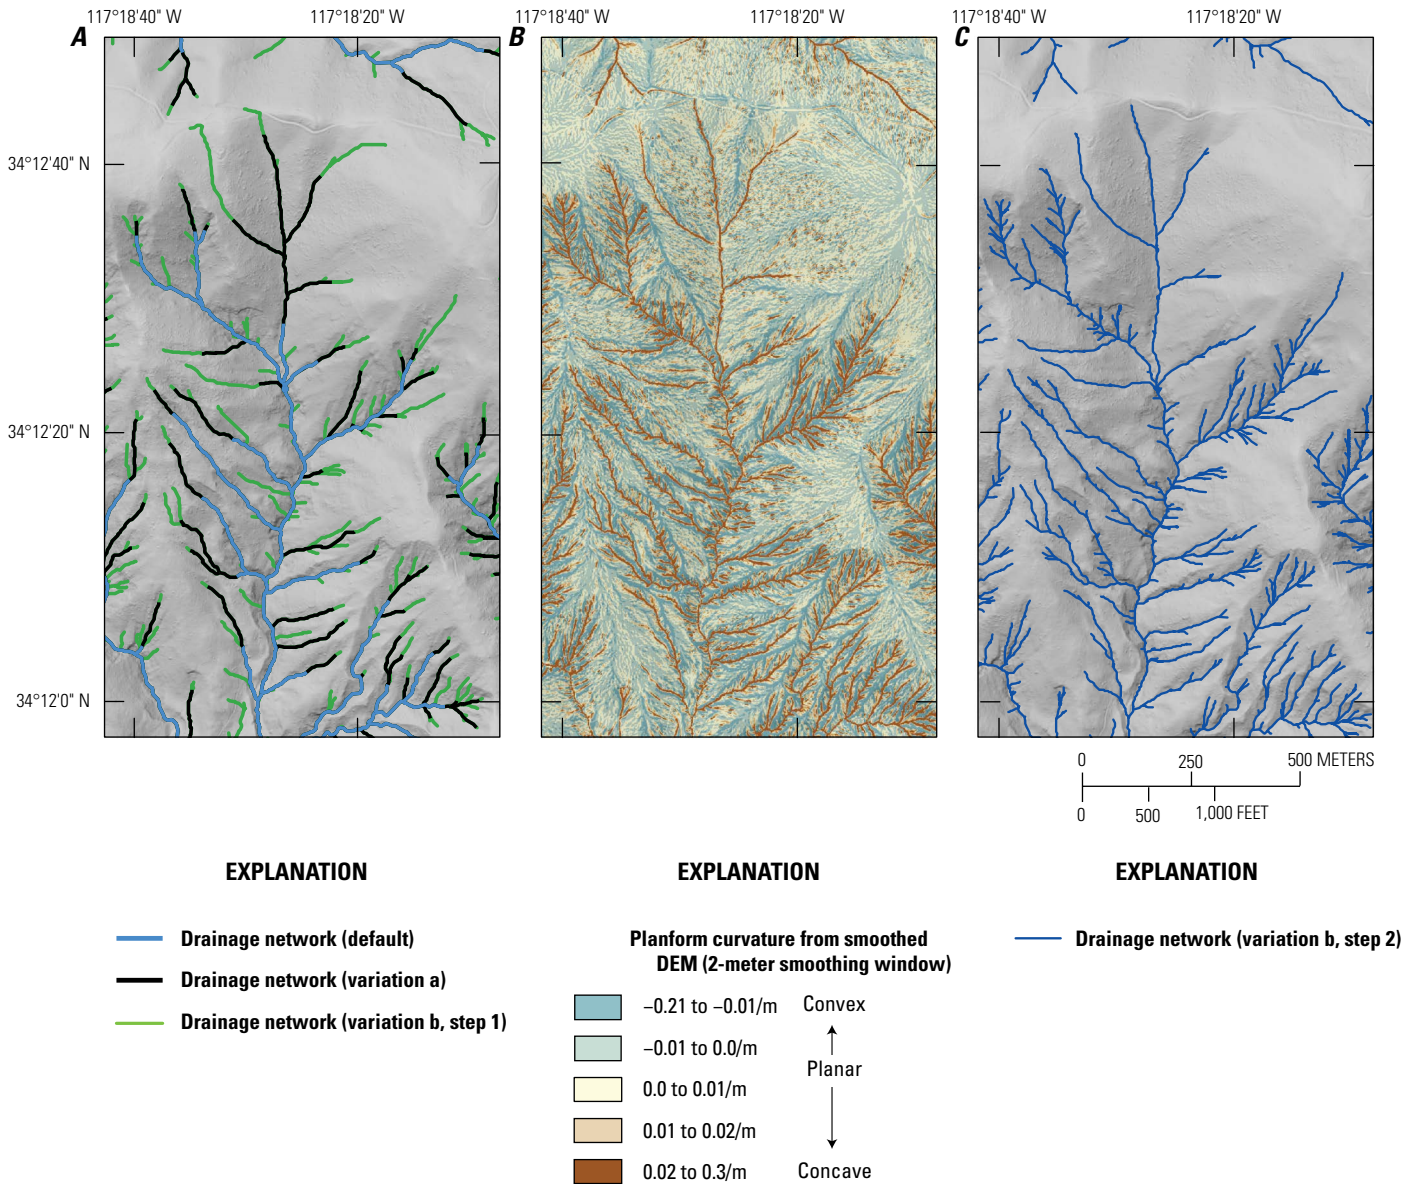 117°18'40" W
117°18'20" W
117°18'40" W
117°18'20" W
117°18'40" W
117°18'20" W
A
B
C
34°12'40" N
34°12'20" N
34°12'0" N
0
250
500 METERS
0
500
1,000 FEET
EXPLANATION
Drainage network (default)
Drainage network (variation a)
Drainage network (variation b, step 1)
EXPLANATION
Planform curvature from smoothed
DEM (2-meter smoothing window)
−0.21 to −0.01/m
Convex
−0.01 to 0.0/m
Planar
0.0 to 0.01/m
0.01 to 0.02/m
0.02 to 0.3/m
Concave
EXPLANATION
Drainage network (variation b, step 2)